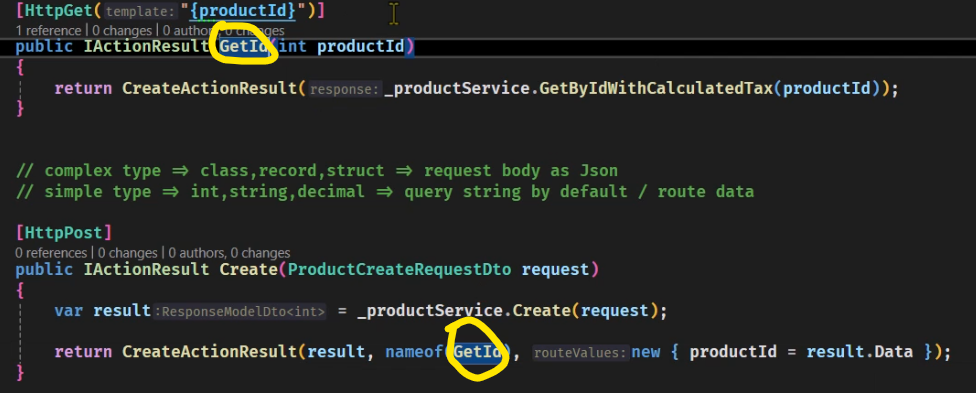 [HttpGet(template:"{productId}")]
1 reference | 0 changes | 0 authors, 0 changes
public IActionResult GetId(int productId)
{
return CreateActionResult(response:_productService.GetByIdWithCalculatedTax(productId));
}
// complex type => class,record,struct => request body as Json
// simple type => int,string,decimal => query string by default / route data
[HttpPost]
0 references | 0 changes | 0 authors, 0 changes
public IActionResult Create(ProductCreateRequestDto request)
{
var result:ResponseModelDto<int> = _productService.Create(request);
return CreateActionResult(result, nameof(GetId), routeValues:new { productId = result.Data });
}